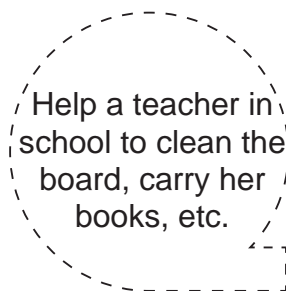 Help a teacher in
school to clean the
board, carry her
books, etc.